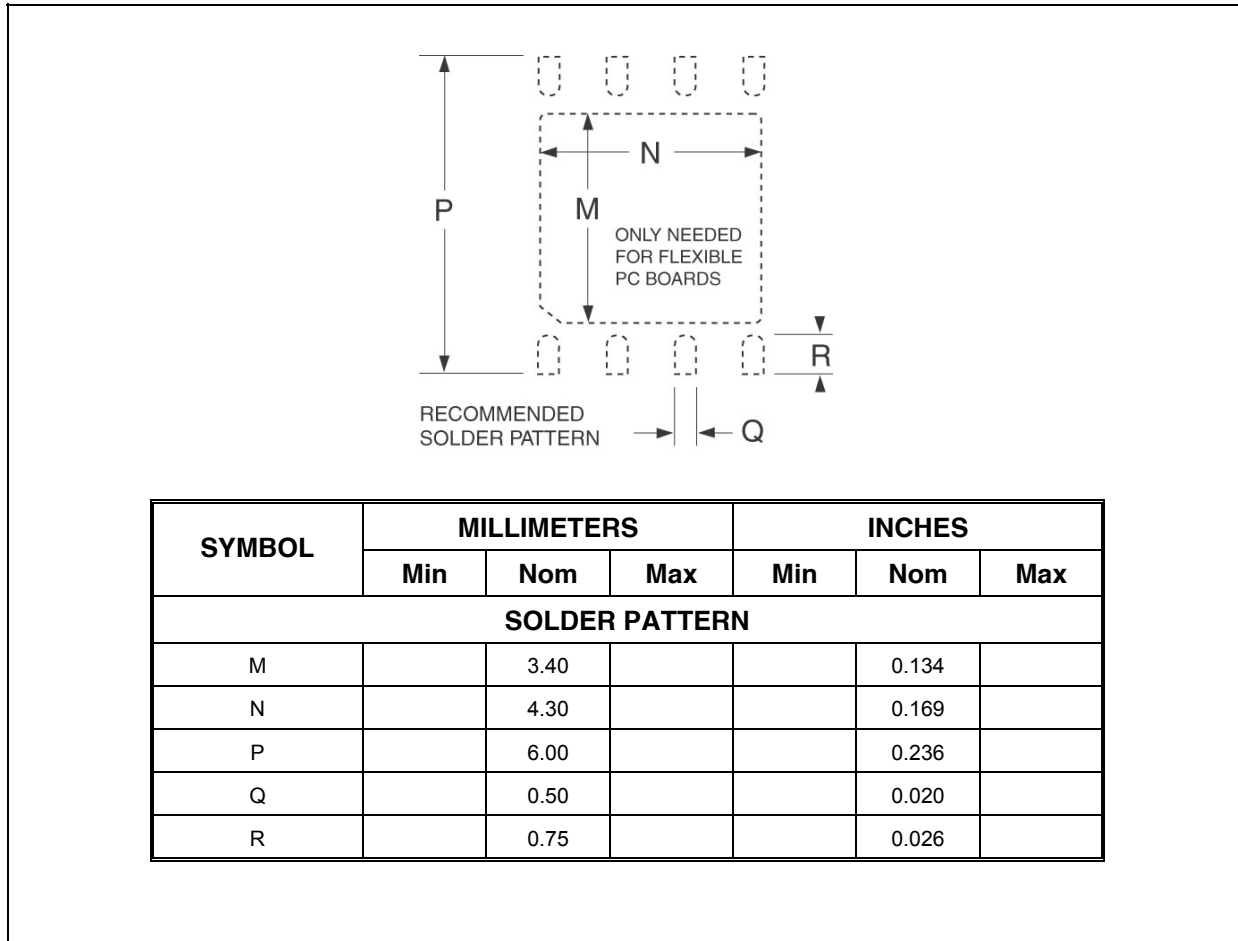 P
N
M
ONLY NEEDED
FOR FLEXIBLE
PC BOARDS
R
RECOMMENDED
SOLDER PATTERN
Q
SYMBOL MILLIMETERS INCHES
Min Nom Max Min Nom Max
SOLDER PATTERN
M 3.40 0.134
N 4.30 0.169
P 6.00 0.236
Q 0.50 0.020
R 0.75 0.026